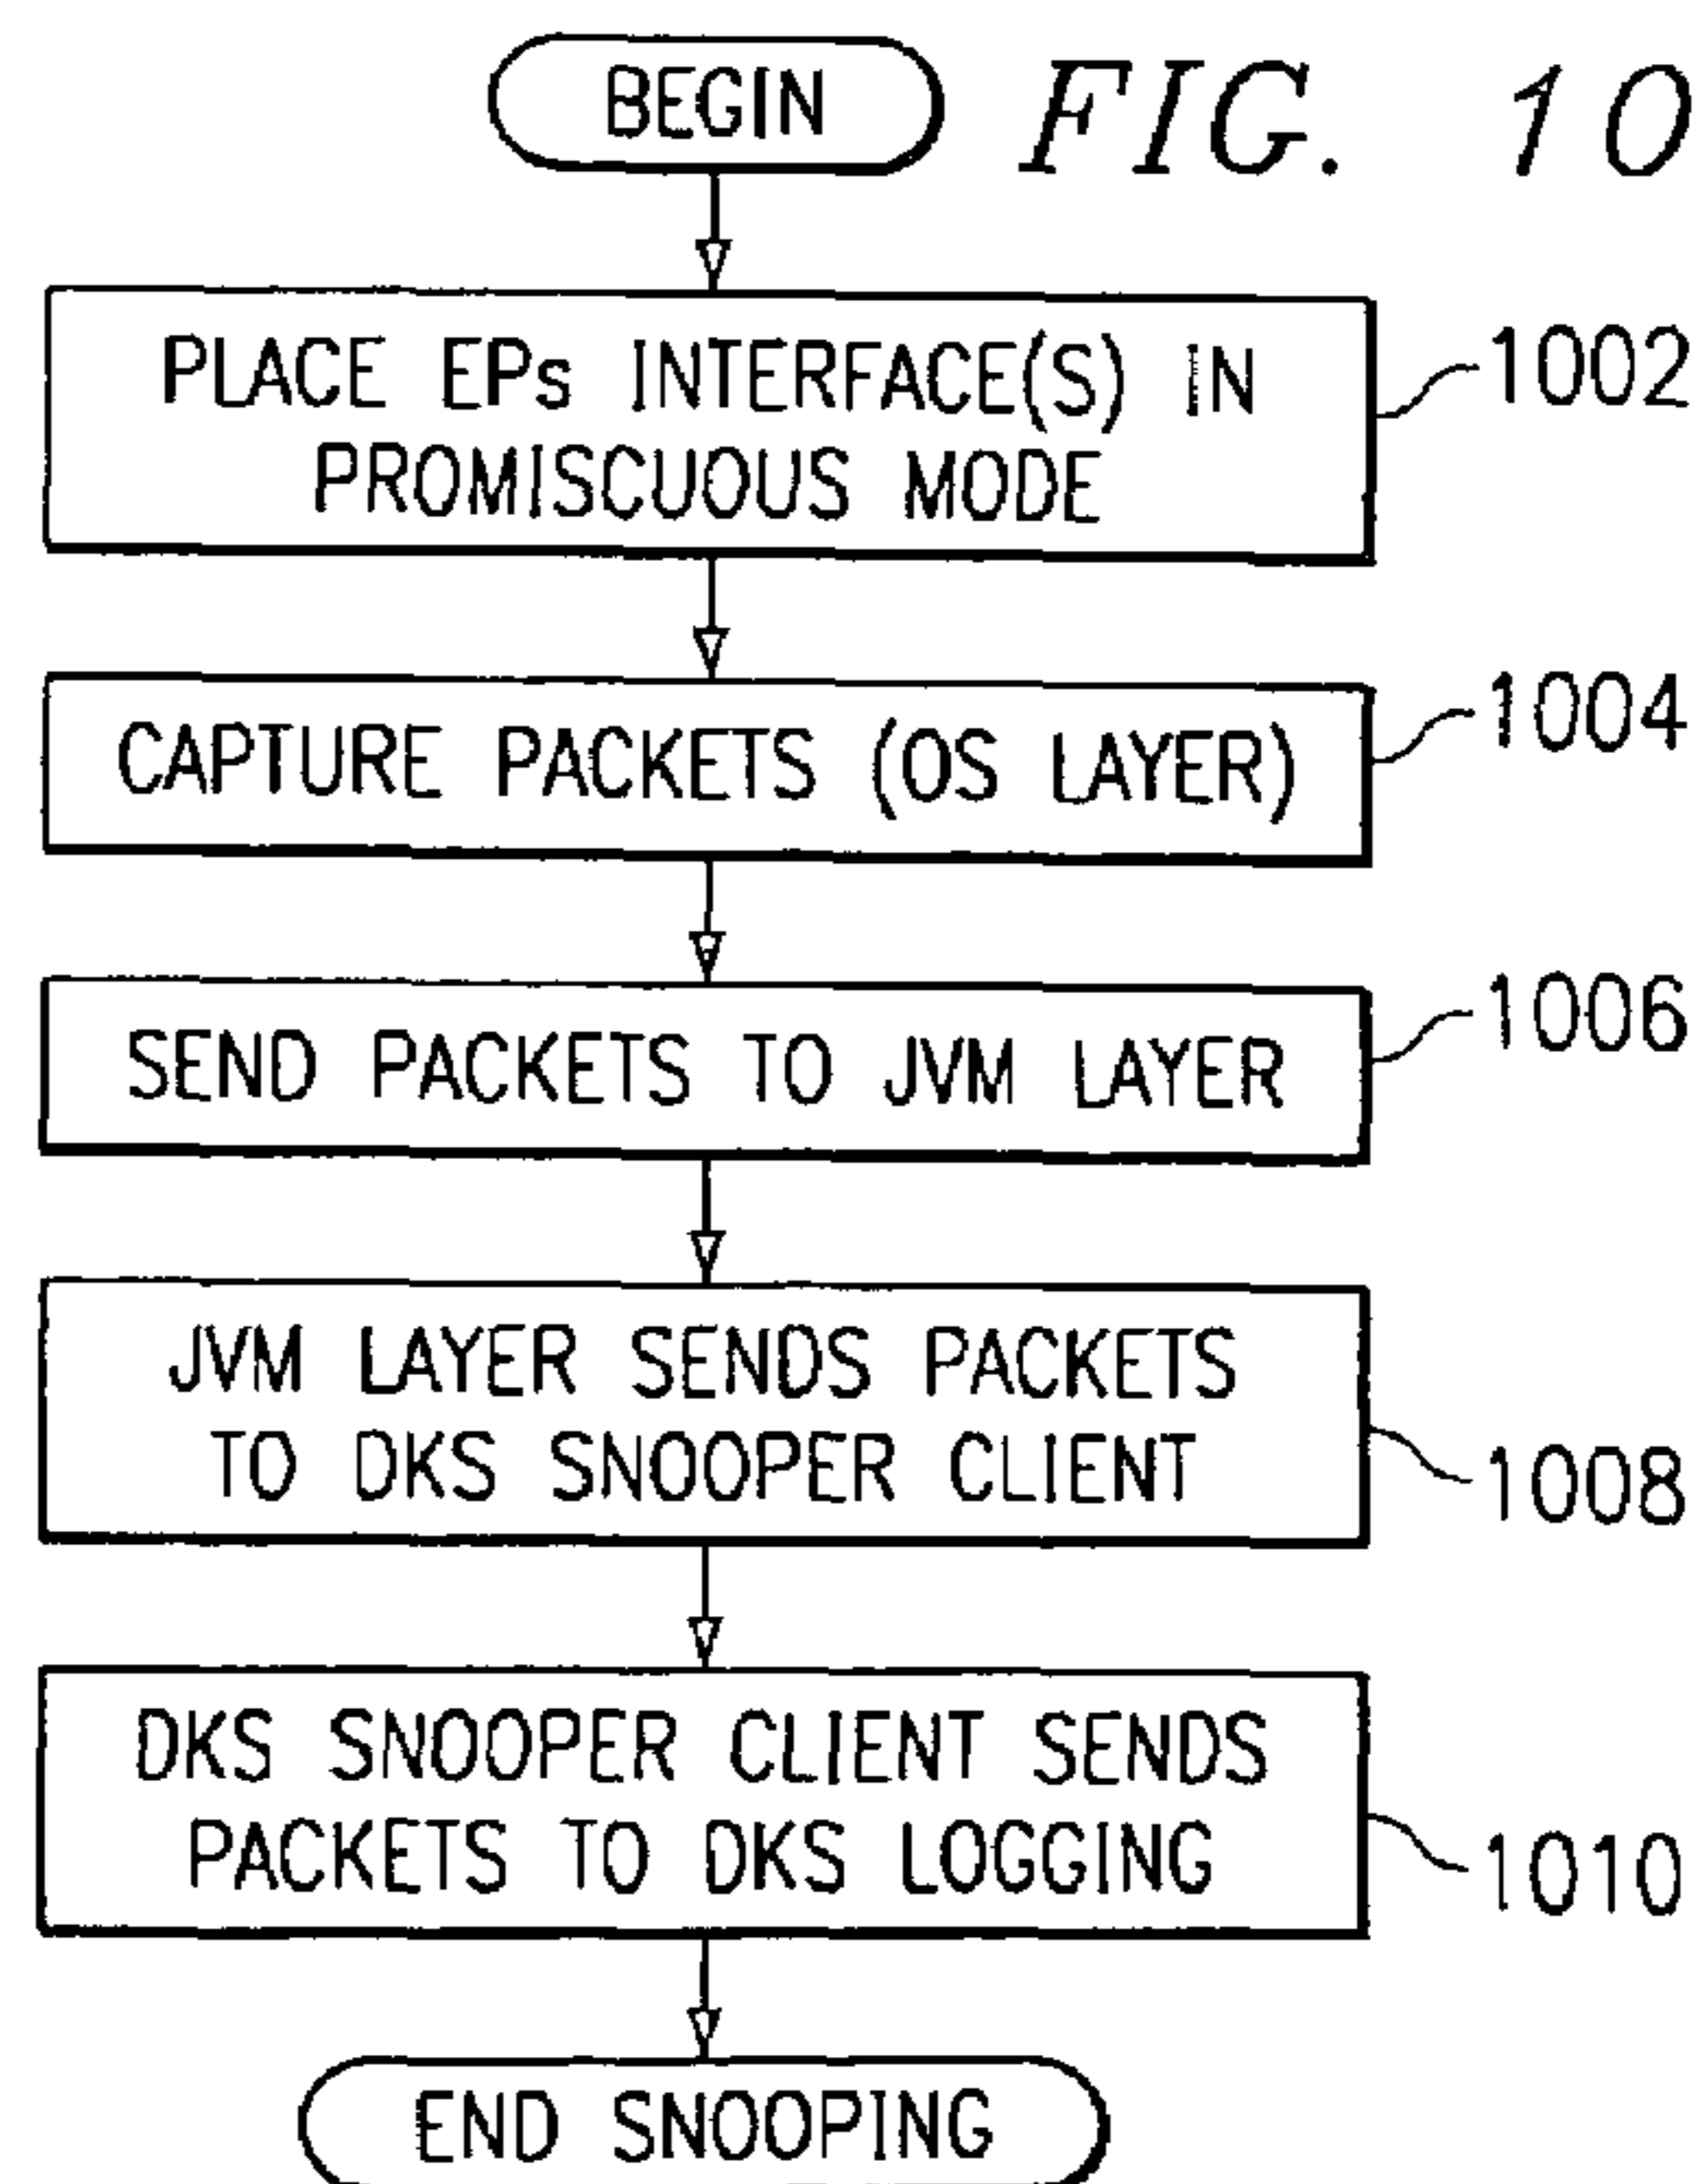 BEGIN
FIG. 10
PLACE EPs INTERFACE(S) IN
PROMISCUOUS MODE
1002
CAPTURE PACKETS (OS LAYER)
1004
SEND PACKETS TO JVM LAYER
1006
JVM LAYER SENDS PACKETS
TO DKS SNOOPER CLIENT
1008
DKS SNOOPER CLIENT SENDS
PACKETS TO DKS LOGGING
1010
END SNOOPING